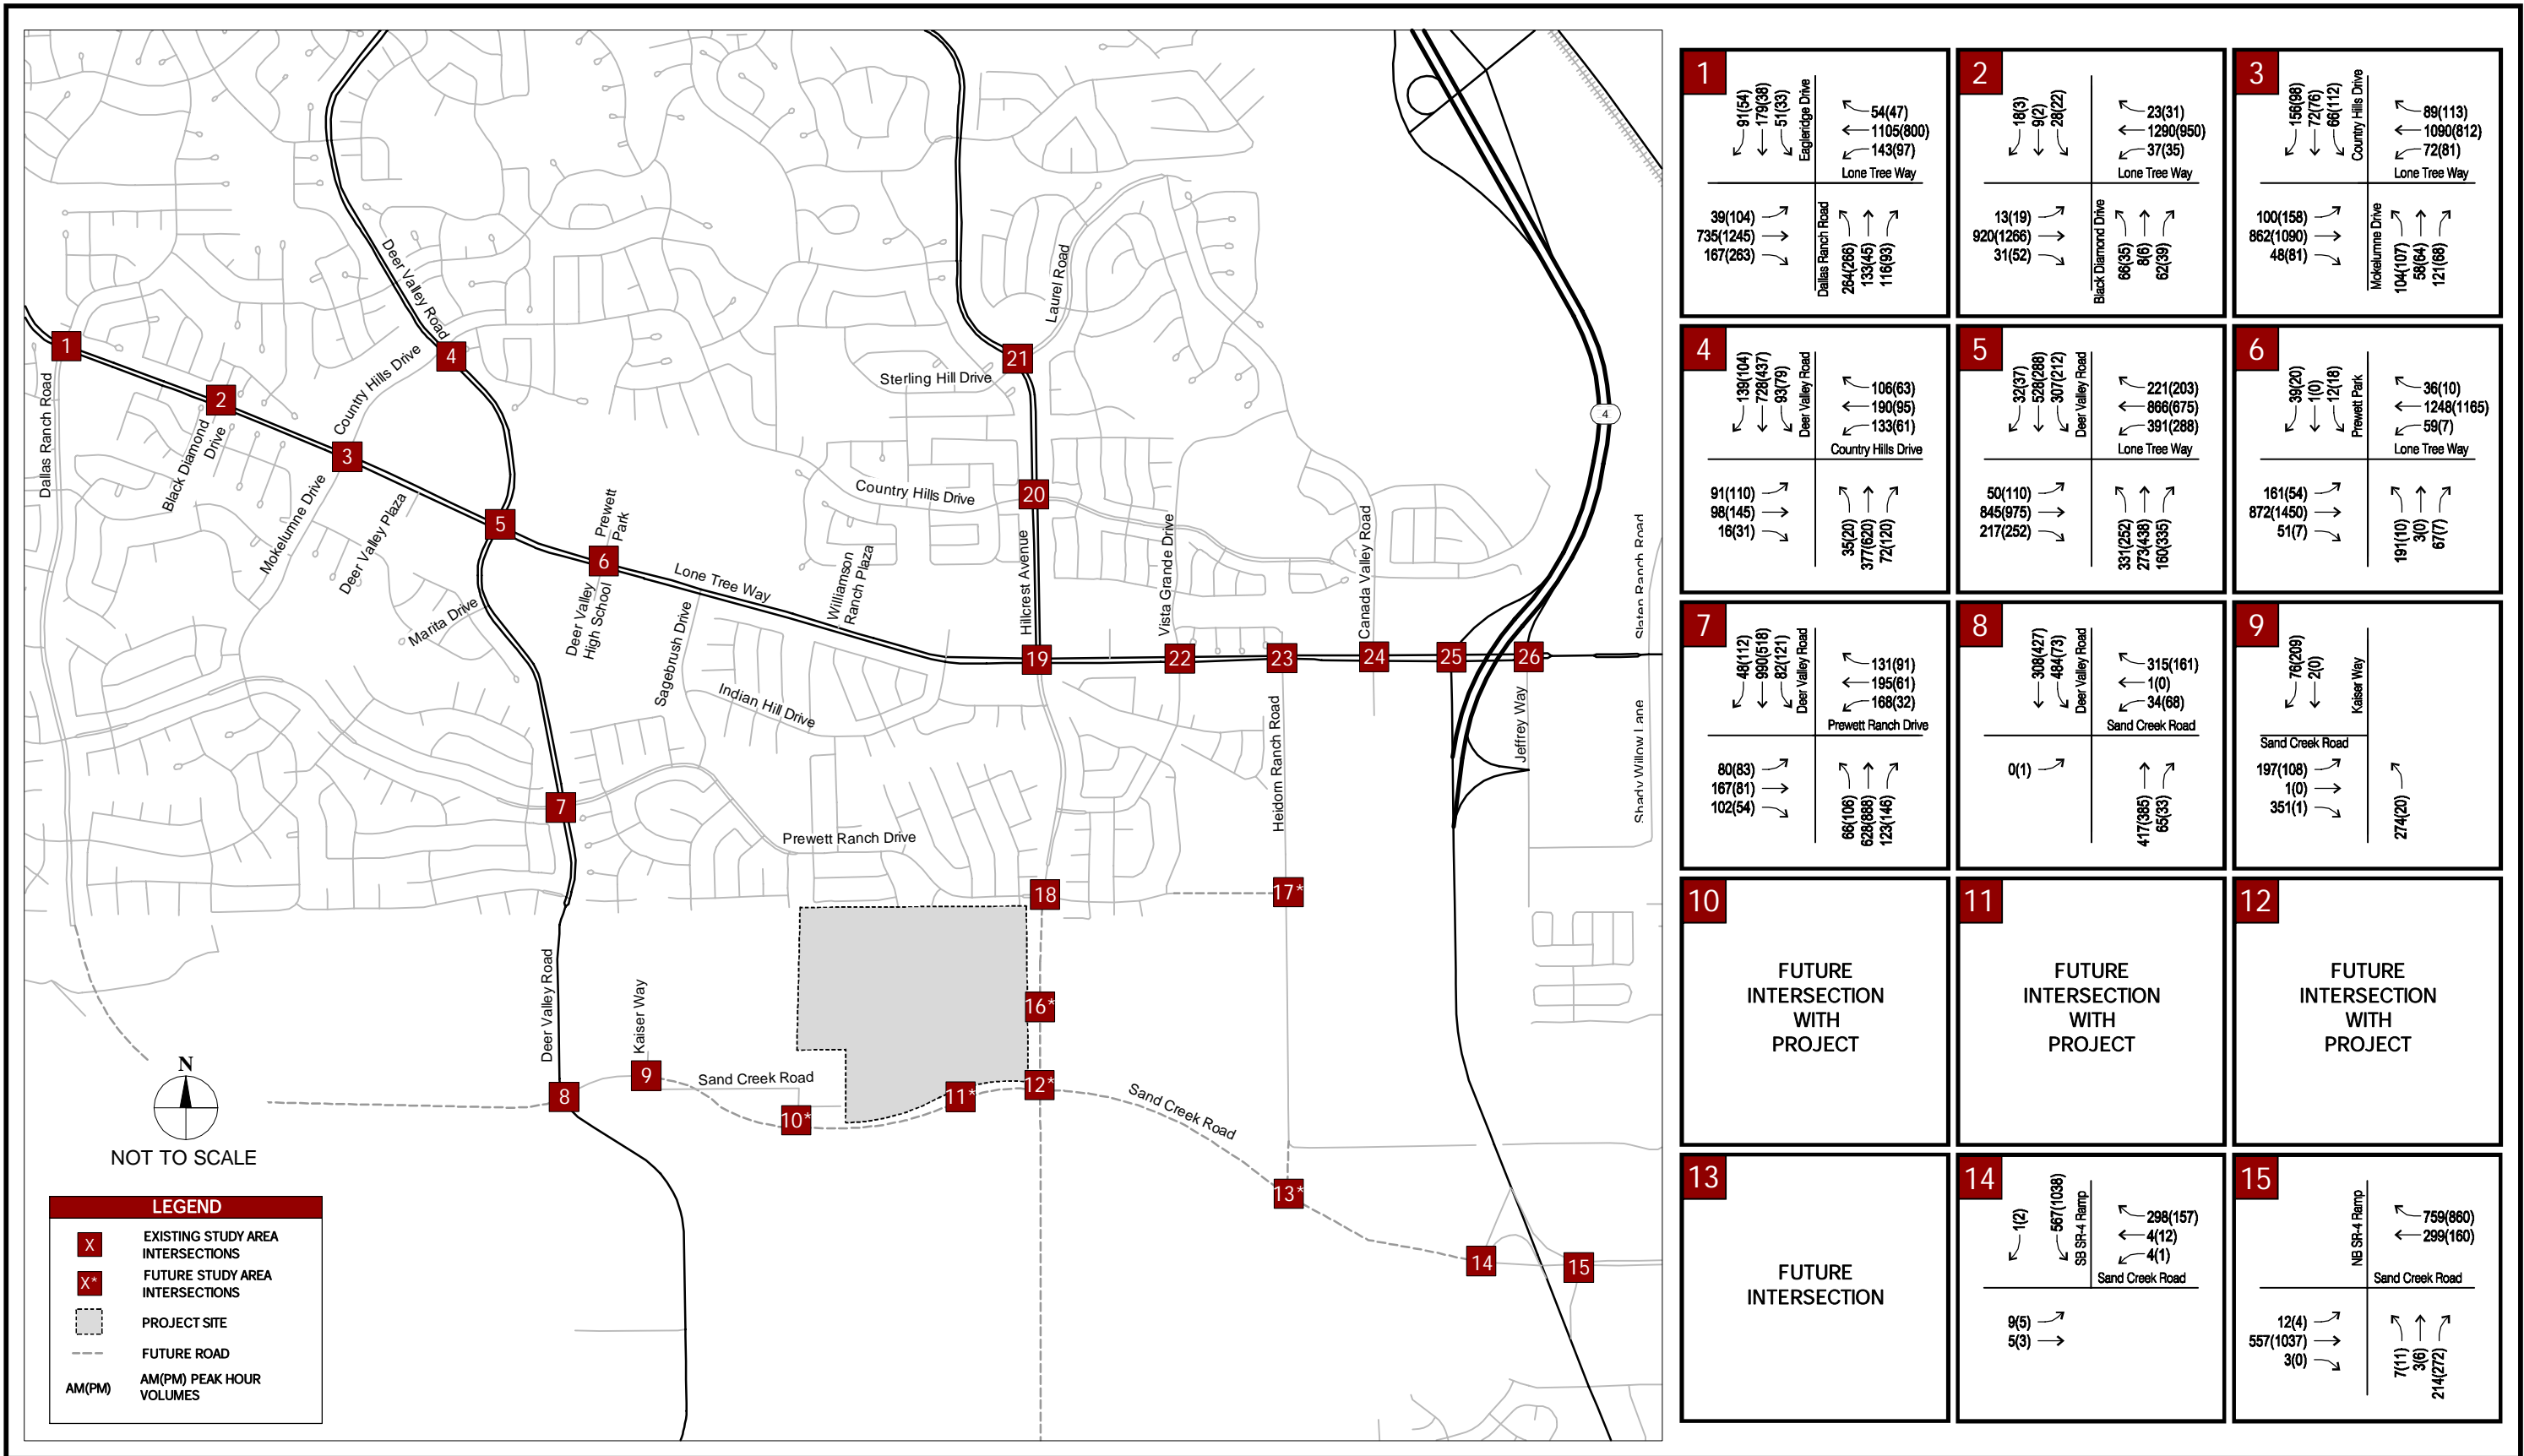 Deer Valley Road
Laurel Road
Sterling Hill Drive
Country Hills Drive
Dallas Ranch Road
Black Diamond
Drive
Mokelumne Drive
Deer Valley Plaza
Prewett
Park
Country Hills Drive
Williamson
Ranch Plaza
Hillcrest Avenue
Vista Grande Drive
Canada Valley Road
Slaten Ranch Road
Lone Tree Way
Deer Valley
High School
Marita Drive
Sagebrush Drive
Indian Hill Drive
Heidorn Ranch Road
Jeffrey Way
Shady Willow Lane
Prewett Ranch Drive
Deer Valley Road
Kaiser Way
Sand Creek Road
Sand Creek Road
1
2
3
4
5
6
7
8
9
10*
11*
12*
13*
14
15
16*
17*
18
19
20
21
22
23
24
25
26
4
N
NOT TO SCALE
LEGEND
X
EXISTING STUDY AREA
INTERSECTIONS
X*
FUTURE STUDY AREA
INTERSECTIONS
PROJECT SITE
FUTURE ROAD
AM(PM)
AM(PM) PEAK HOUR
VOLUMES
1
91(54)
179(38)
51(33)
Eagleridge Drive
54(47)
1105(800)
143(97)
Lone Tree Way
39(104)
735(1245)
167(263)
Dallas Ranch Road
264(266)
133(45)
116(93)
2
18(3)
9(2)
28(22)
23(31)
1290(950)
37(35)
Lone Tree Way
13(19)
920(1266)
31(52)
Black Diamond Drive
66(35)
8(6)
62(39)
3
156(98)
72(76)
66(112)
Country Hills Drive
89(113)
1090(812)
72(81)
Lone Tree Way
100(158)
862(1090)
48(81)
Mokelumne Drive
104(107)
58(64)
121(68)
4
139(104)
728(437)
93(79)
Deer Valley Road
106(63)
190(95)
133(61)
Country Hills Drive
91(110)
98(145)
16(31)
35(20)
377(620)
72(120)
5
32(37)
528(288)
307(212)
Deer Valley Road
221(203)
866(675)
391(288)
Lone Tree Way
50(110)
845(975)
217(252)
331(252)
273(438)
160(335)
6
39(20)
1(0)
12(18)
Prewett Park
36(10)
1248(1165)
59(7)
Lone Tree Way
161(54)
872(1450)
51(7)
191(10)
3(0)
67(7)
7
48(112)
990(518)
82(121)
Deer Valley Road
131(91)
195(61)
168(32)
Prewett Ranch Drive
80(83)
167(81)
102(54)
66(106)
628(888)
123(146)
8
308(427)
484(73)
Deer Valley Road
315(161)
1(0)
34(68)
Sand Creek Road
0(1)
417(385)
65(33)
9
76(209)
2(0)
Kaiser Way
Sand Creek Road
197(108)
1(0)
351(1)
274(20)
10
FUTURE
INTERSECTION
WITH
PROJECT
11
FUTURE
INTERSECTION
WITH
PROJECT
12
FUTURE
INTERSECTION
WITH
PROJECT
13
FUTURE
INTERSECTION
14
1(2)
567(1038)
SB SR-4 Ramp
298(157)
4(12)
4(1)
Sand Creek Road
9(5)
5(3)
15
NB SR-4 Ramp
759(860)
299(160)
Sand Creek Road
12(4)
557(1037)
3(0)
7(11)
3(6)
214(272)